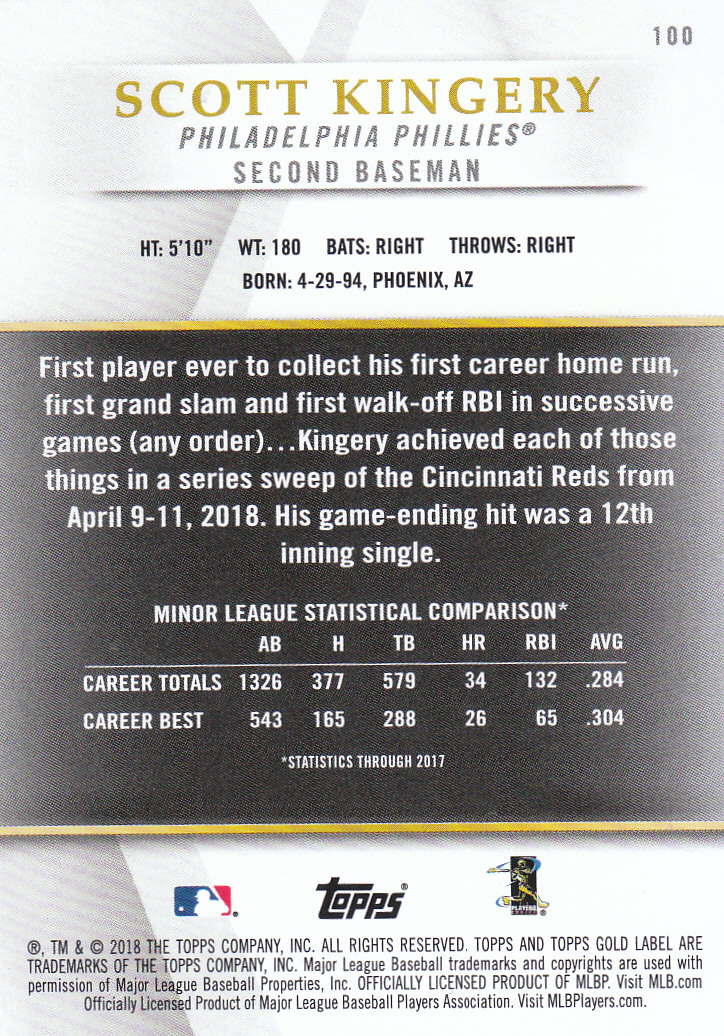 100
SCOTT KINGERY
PHILADELPHIA PHILLIES®
SECOND BASEMAN
HT: 5'10" WT: 180 BATS: RIGHT THROWS: RIGHT
BORN: 4-29-94, PHOENIX, AZ
First player ever to collect his first career home run,
first grand slam and first walk-off RBI in successive
games (any order)...Kingery achieved each of those
things in a series sweep of the Cincinnati Reds from
April 9-11, 2018. His game-ending hit was a 12th
inning single.
MINOR LEAGUE STATISTICAL COMPARISON*
AB H TB HR RBI AVG
CAREER TOTALS 1326 377 579 34 132 .284
CAREER BEST 543 165 288 26 65 .304
*STATISTICS THROUGH 2017
topps®
PLAYERS
CHOICE ®
®, TM & © 2018 THE TOPPS COMPANY, INC. ALL RIGHTS RESERVED. TOPPS AND TOPPS GOLD LABEL ARE
TRADEMARKS OF THE TOPPS COMPANY, INC. Major League Baseball trademarks and copyrights are used with
permission of Major League Baseball Properties, Inc. OFFICIALLY LICENSED PRODUCT OF MLBP. Visit MLB.com
Officially Licensed Product of Major League Baseball Players Association. Visit MLBPlayers.com.